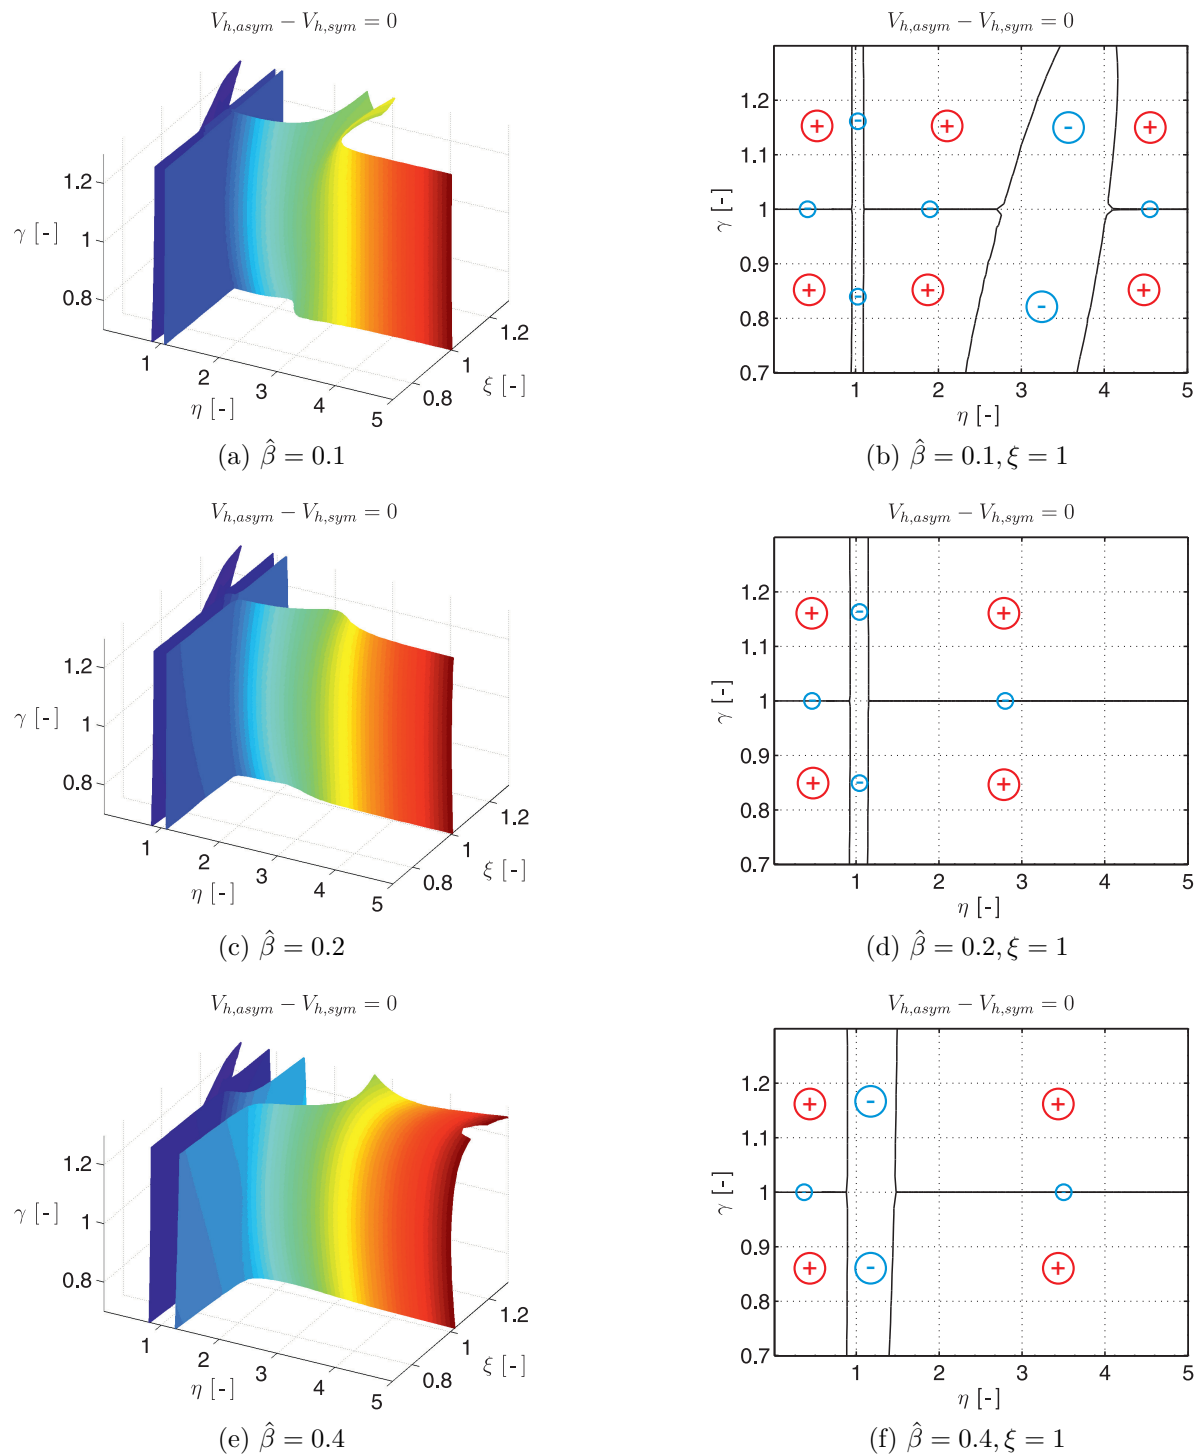 V_{h,asym} − V_{h,sym} = 0
1.2
1
0.8
γ [-]
1
2
3
4
5
η [-]
0.8
1
1.2
ξ [-]
(a) β̂ = 0.1
V_{h,asym} − V_{h,sym} = 0
1.2
1.1
1
0.9
0.8
0.7
γ [-]
+ - + - +
- - -
+ - + - +
1 2 3 4 5
η [-]
(b) β̂ = 0.1, ξ = 1
V_{h,asym} − V_{h,sym} = 0
1.2
1
0.8
γ [-]
1
2
3
4
5
η [-]
0.8
1
1.2
ξ [-]
(c) β̂ = 0.2
V_{h,asym} − V_{h,sym} = 0
1.2
1.1
1
0.9
0.8
0.7
γ [-]
+ - +
- -
+ - +
1 2 3 4 5
η [-]
(d) β̂ = 0.2, ξ = 1
V_{h,asym} − V_{h,sym} = 0
1.2
1
0.8
γ [-]
1
2
3
4
5
η [-]
0.8
1
1.2
ξ [-]
(e) β̂ = 0.4
V_{h,asym} − V_{h,sym} = 0
1.2
1.1
1
0.9
0.8
0.7
γ [-]
+ - +
- -
+ - +
1 2 3 4 5
η [-]
(f) β̂ = 0.4, ξ = 1